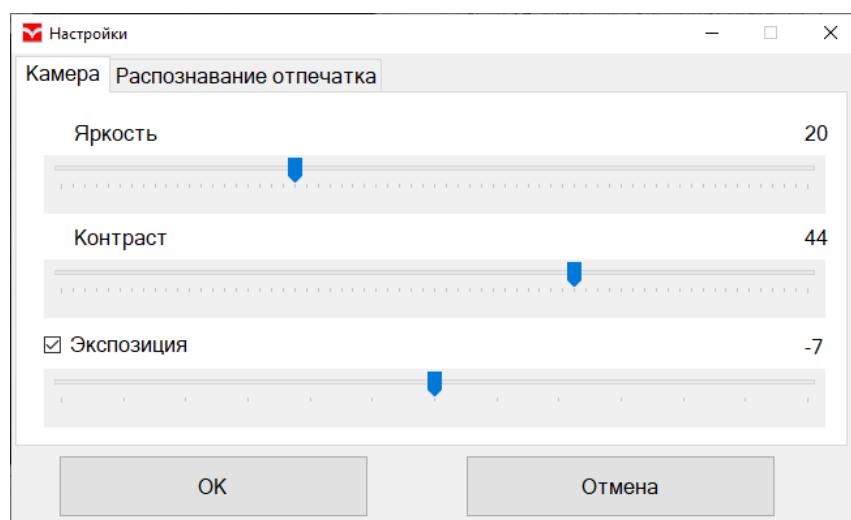 Настройки
Камера Распознавание отпечатка
Яркость 20
Контраст 44
Экспозиция -7
OK Отмена